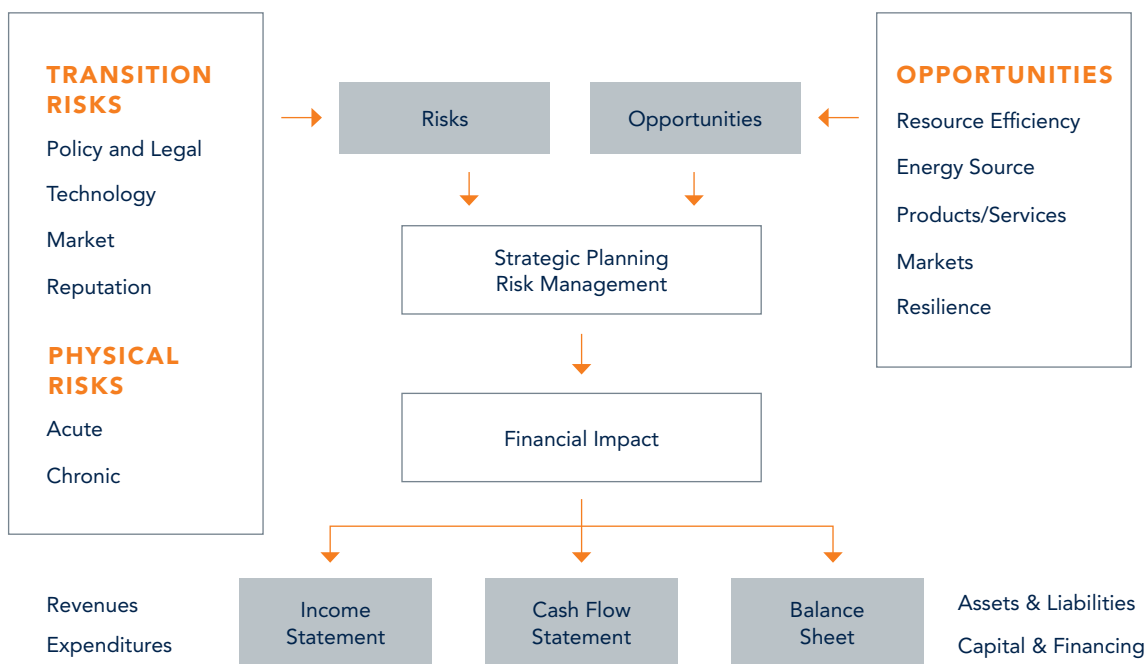 TRANSITION
RISKS
Policy and Legal
Technology
Market
Reputation
PHYSICAL
RISKS
Acute
Chronic
Risks
Opportunities
OPPORTUNITIES
Resource Efficiency
Energy Source
Products/Services
Markets
Resilience
Strategic Planning
Risk Management
Financial Impact
Revenues
Expenditures
Income
Statement
Cash Flow
Statement
Balance
Sheet
Assets & Liabilities
Capital & Financing